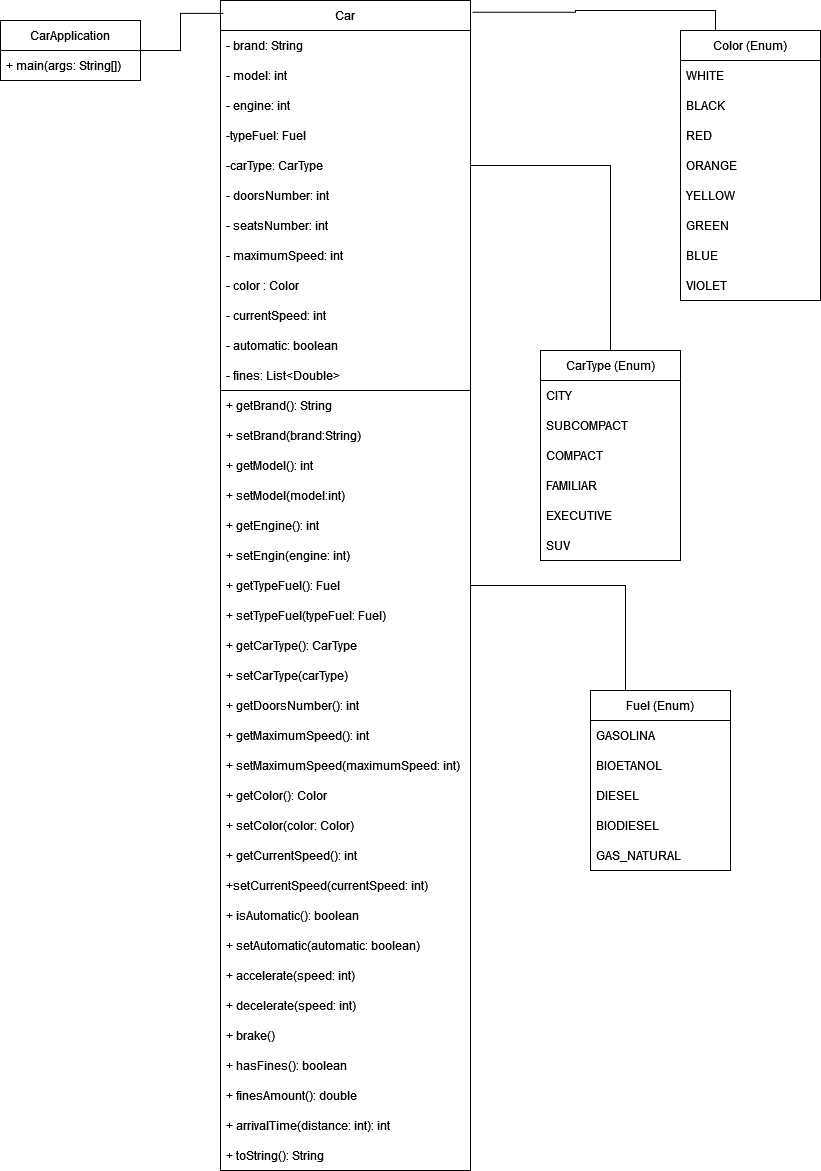 CarApplication
+ main(args: String[])
Car
- brand: String
- model: int
- engine: int
-typeFuel: Fuel
-carType: CarType
- doorsNumber: int
- seatsNumber: int
- maximumSpeed: int
- color : Color
- currentSpeed: int
- automatic: boolean
- fines: List<Double>
+ getBrand(): String
+ setBrand(brand:String)
+ getModel(): int
+ setModel(model:int)
+ getEngine(): int
+ setEngin(engine: int)
+ getTypeFuel(): Fuel
+ setTypeFuel(typeFuel: Fuel)
+ getCarType(): CarType
+ setCarType(carType)
+ getDoorsNumber(): int
+ getMaximumSpeed(): int
+ setMaximumSpeed(maximumSpeed: int)
+ getColor(): Color
+ setColor(color: Color)
+ getCurrentSpeed(): int
+setCurrentSpeed(currentSpeed: int)
+ isAutomatic(): boolean
+ setAutomatic(automatic: boolean)
+ accelerate(speed: int)
+ decelerate(speed: int)
+ brake()
+ hasFines(): boolean
+ finesAmount(): double
+ arrivalTime(distance: int): int
+ toString(): String
Color (Enum)
WHITE
BLACK
RED
ORANGE
YELLOW
GREEN
BLUE
VIOLET
CarType (Enum)
CITY
SUBCOMPACT
COMPACT
FAMILIAR
EXECUTIVE
SUV
Fuel (Enum)
GASOLINA
BIOETANOL
DIESEL
BIODIESEL
GAS_NATURAL